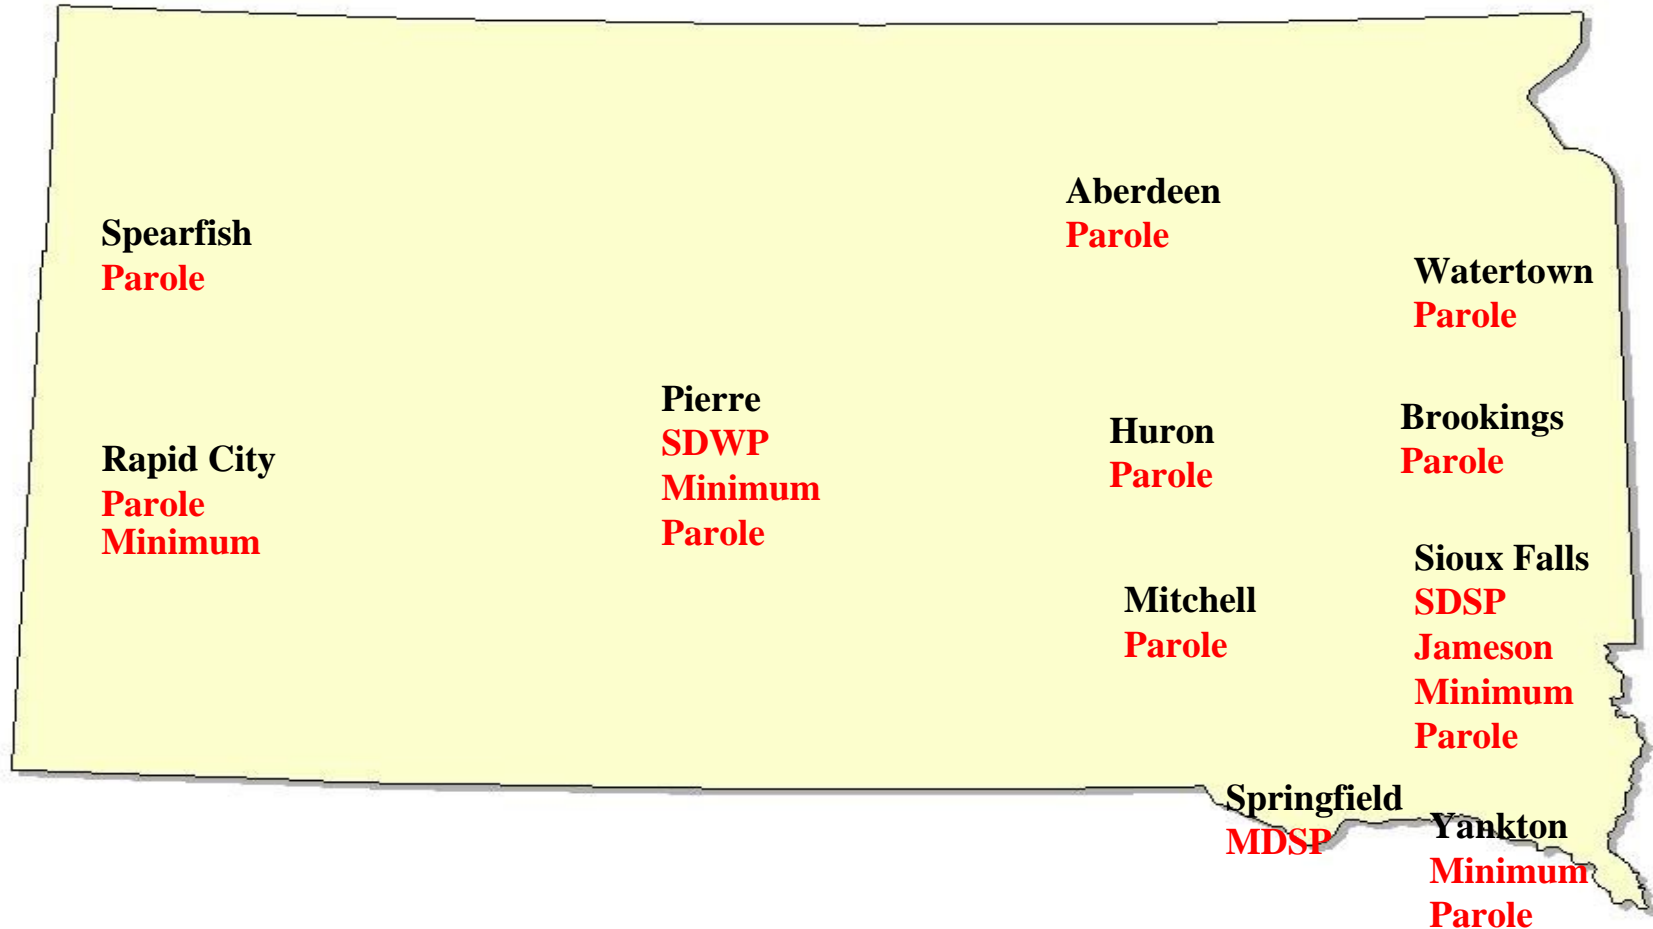 Spearfish
Parole
Rapid City
Parole
Minimum
Pierre
SDWP
Minimum
Parole
Aberdeen
Parole
Huron
Parole
Mitchell
Parole
Watertown
Parole
Brookings
Parole
Sioux Falls
SDSP
Jameson
Minimum
Parole
Springfield
MDSP
Yankton
Minimum
Parole